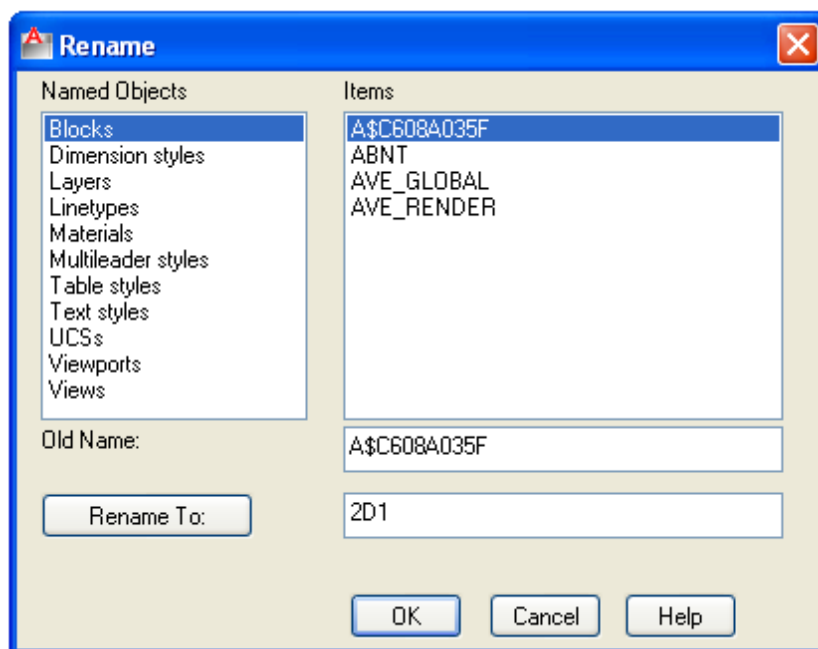 Rename
Named Objects
Items
Blocks
Dimension styles
Layers
Linetypes
Materials
Multileader styles
Table styles
Text styles
UCSs
Viewports
Views
A$C608A035F
ABNT
AVE_GLOBAL
AVE_RENDER
Old Name:
A$C608A035F
Rename To:
2D1
OK
Cancel
Help